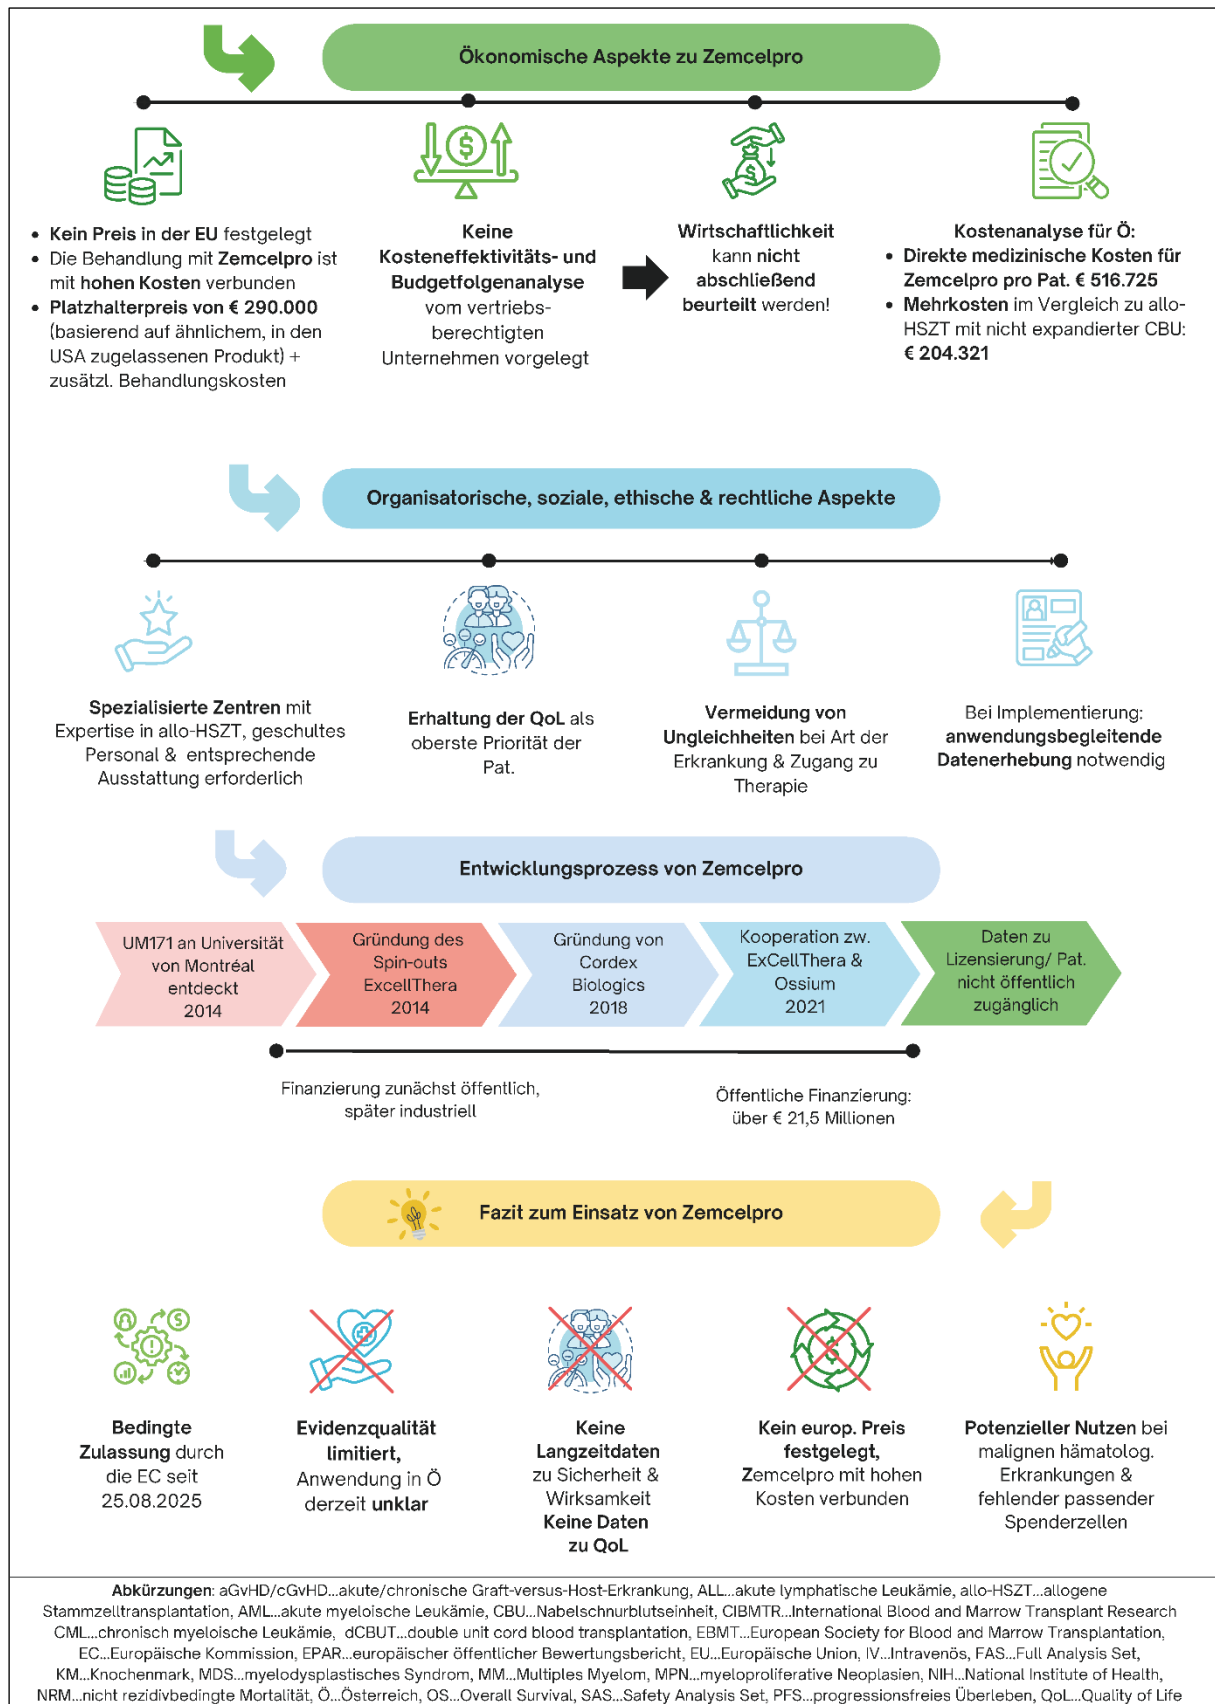 Ökonomische Aspekte zu Zemcelpro
• Kein Preis in der EU festgelegt
• Die Behandlung mit Zemcelpro ist
mit hohen Kosten verbunden
• Platzhalterpreis von € 290.000
(basierend auf ähnlichem, in den
USA zugelassenen Produkt) +
zusätzl. Behandlungskosten
Keine
Kosteneffektivitäts- und
Budgetfolgenanalyse
vom vertriebs-
berechtigten
Unternehmen vorgelegt
Wirtschaftlichkeit
kann nicht
abschließend
beurteilt werden!
Kostenanalyse für Ö:
• Direkte medizinische Kosten für
Zemcelpro pro Pat. € 516.725
• Mehrkosten im Vergleich zu allo-
HSZT mit nicht expandierter CBU:
€ 204.321
Organisatorische, soziale, ethische & rechtliche Aspekte
Spezialisierte Zentren mit
Expertise in allo-HSZT, geschultes
Personal & entsprechende
Ausstattung erforderlich
Erhaltung der QoL als
oberste Priorität der
Pat.
Vermeidung von
Ungleichheiten bei Art der
Erkrankung & Zugang zu
Therapie
Bei Implementierung:
anwendungsbegleitende
Datenerhebung notwendig
Entwicklungsprozess von Zemcelpro
UM171 an Universität
von Montréal
entdeckt
2014
Gründung des
Spin-outs
ExcellThera
2014
Gründung von
Cordex
Biologics
2018
Kooperation zw.
ExCellThera &
Ossium
2021
Daten zu
Lizensierung/ Pat.
nicht öffentlich
zugänglich
Finanzierung zunächst öffentlich,
später industriell
Öffentliche Finanzierung:
über € 21,5 Millionen
Fazit zum Einsatz von Zemcelpro
Bedingte
Zulassung durch
die EC seit
25.08.2025
Evidenzqualität
limitiert,
Anwendung in Ö
derzeit unklar
Keine
Langzeitdaten
zu Sicherheit &
Wirksamkeit
Keine Daten
zu QoL
Kein europ. Preis
festgelegt,
Zemcelpro mit hohen
Kosten verbunden
Potenzieller Nutzen bei
malignen hämatolog.
Erkrankungen &
fehlender passender
Spenderzellen
Abkürzungen: aGvHD/cGvHD...akute/chronische Graft-versus-Host-Erkrankung, ALL...akute lymphatische Leukämie, allo-HSZT...allogene
Stammzelltransplantation, AML...akute myeloische Leukämie, CBU...Nabelschnurblutseinheit, CIBMTR...International Blood and Marrow Transplant Research
CML...chronisch myeloische Leukämie, dCBUT...double unit cord blood transplantation, EBMT...European Society for Blood and Marrow Transplantation,
EC...Europäische Kommission, EPAR...europäischer öffentlicher Bewertungsbericht, EU...Europäische Union, IV...Intravenös, FAS...Full Analysis Set,
KM...Knochenmark, MDS...myelodysplastisches Syndrom, MM...Multiples Myelom, MPN...myeloproliferative Neoplasien, NIH...National Institute of Health,
NRM...nicht rezidivbedingte Mortalität, Ö...Österreich, OS...Overall Survival, SAS...Safety Analysis Set, PFS...progressionsfreies Überleben, QoL...Quality of Life